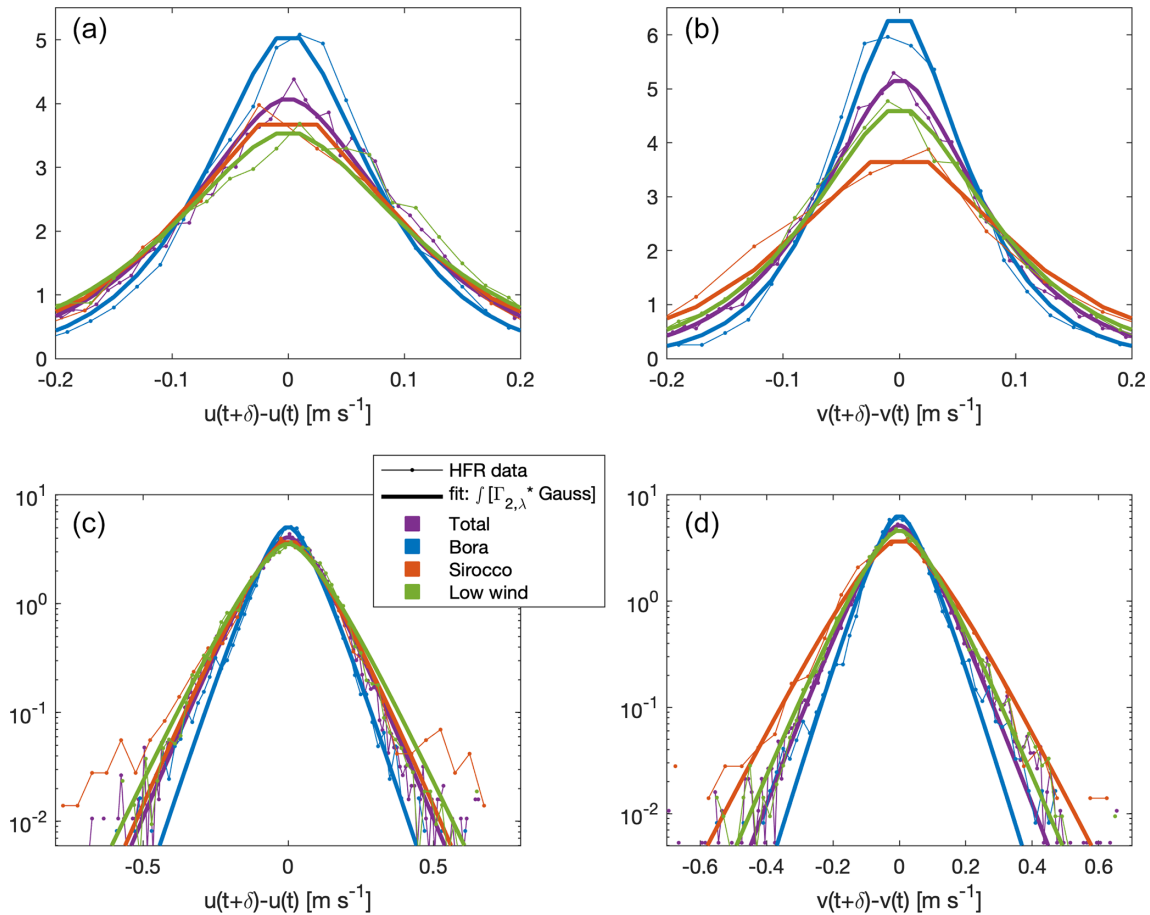 (a)
5
4
3
2
1
0
-0.2 -0.1 0 0.1 0.2
u(t+δ)-u(t) [m s⁻¹]
(b)
6
5
4
3
2
1
0
-0.2 -0.1 0 0.1 0.2
v(t+δ)-v(t) [m s⁻¹]
HFR data
fit: ∫ [Γ₂,λ* Gauss]
Total
Bora
Sirocco
Low wind
(c)
10¹
10⁰
10⁻¹
10⁻²
-0.5 0 0.5
u(t+δ)-u(t) [m s⁻¹]
(d)
10¹
10⁰
10⁻¹
10⁻²
-0.6 -0.4 -0.2 0 0.2 0.4 0.6
v(t+δ)-v(t) [m s⁻¹]